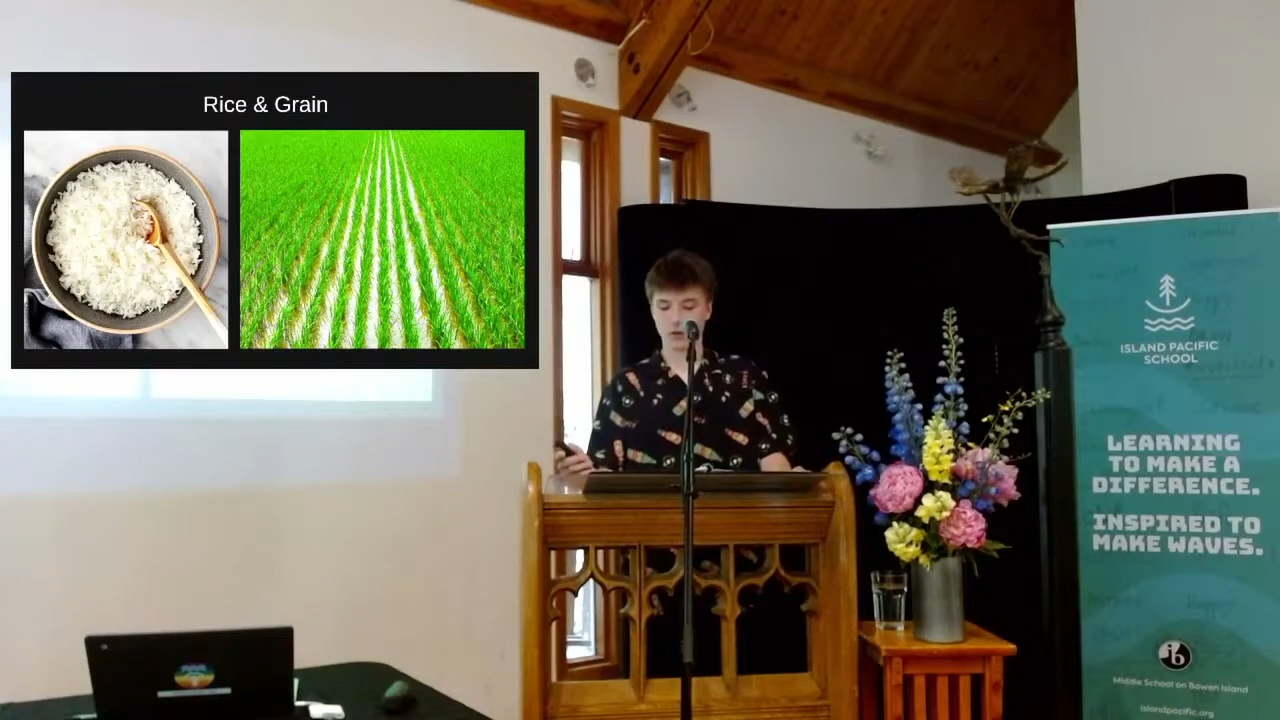 Rice & Grain
ISLAND PACIFIC
SCHOOL
LEARNING
TO MAKE A
DIFFERENCE.
INSPIRED TO
MAKE WAVES.
ib
Middle School on Bowen Island
islandpacific.org